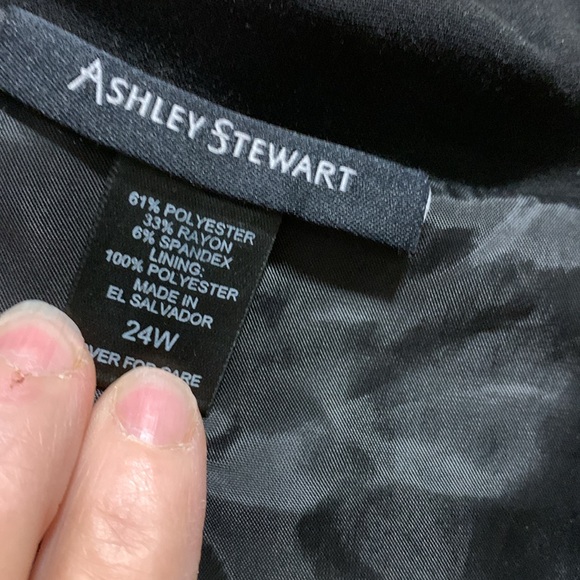 ASHLEY STEWART
61% POLYESTER
33% RAYON
6% SPANDEX
LINING:
100% POLYESTER
MADE IN
EL SALVADOR
24W
FOR CARE